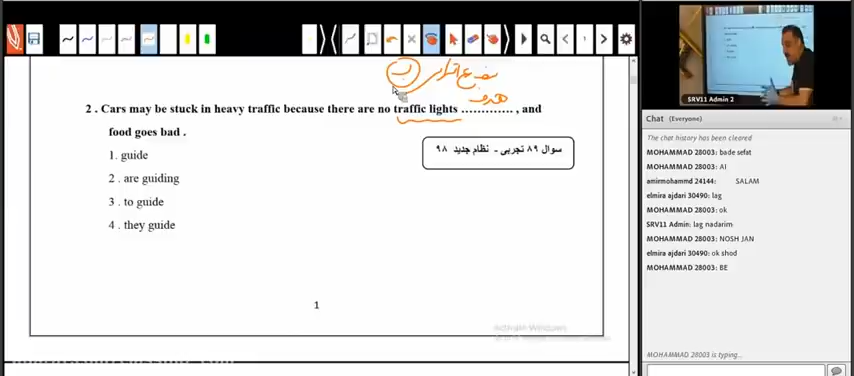 SRV11 Admin 2
هدف
2 . Cars may be stuck in heavy traffic because there are no traffic lights ............. , and
food goes bad .
سوال ۸۹ تجربی - نظام جدید ۹۸
1. guide
2 . are guiding
3 . to guide
4 . they guide
1
Activate Windows
Chat (Everyone)
The chat history has been cleared
MOHAMMAD 28003: bade sefat
MOHAMMAD 28003: AI
amirmohammd 24144: SALAM
elmira ajdari 30490: lag
MOHAMMAD 28003: ok
SRV11 Admin: lag nadarim
MOHAMMAD 28003: NOSH JAN
elmira ajdari 30490: ok shod
MOHAMMAD 28003: BE
MOHAMMAD 28003 is typing...